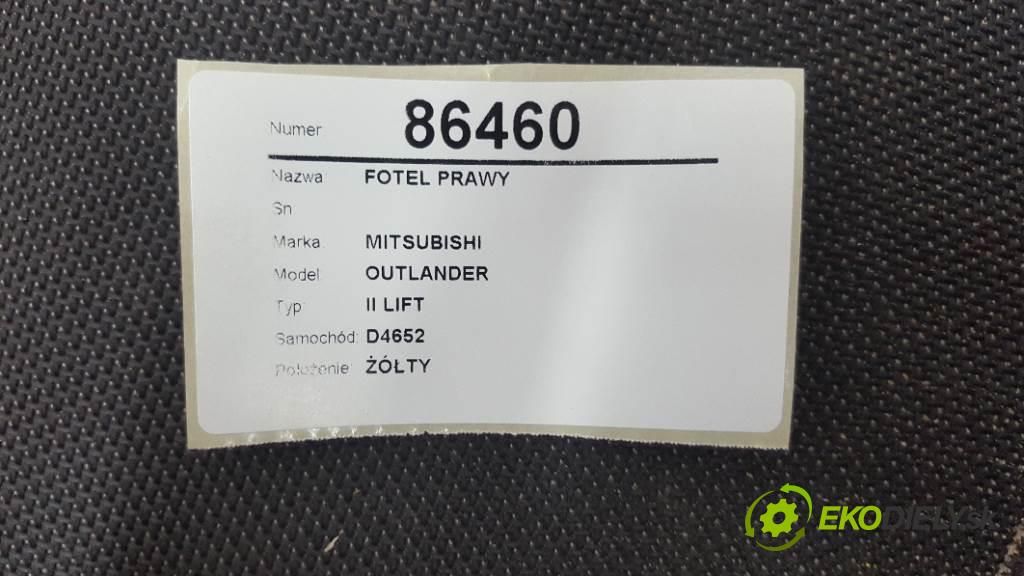 Numer 86460
Nazwa FOTEL PRAWY
Sn
Marka: MITSUBISHI
Model: OUTLANDER
Typ: II LIFT
Samochód: D4652
Położenie: ŻÓŁTY
EKODIELY.sk